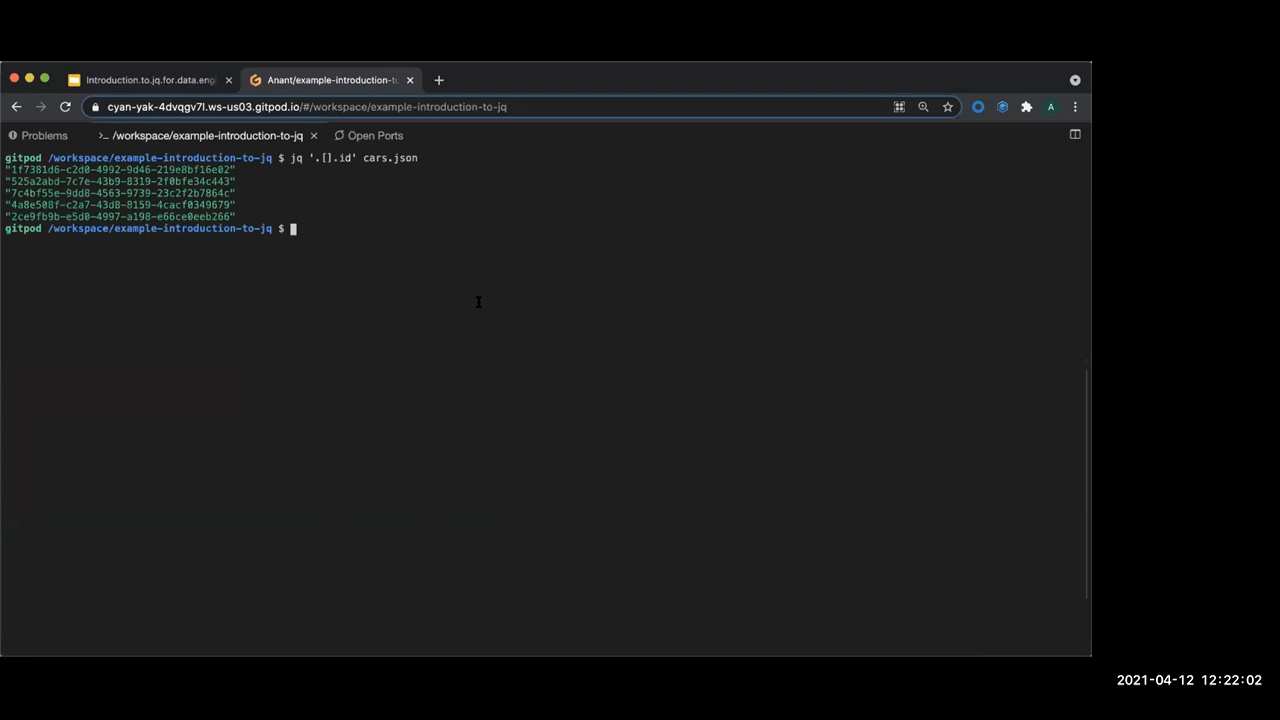 Introduction.to.jq.for.data.eng
Anant/example-introduction-to
cyan-yak-4dvqgv7l.ws-us03.gitpod.io/#/workspace/example-introduction-to-jq
A
Problems
>_ /workspace/example-introduction-to-jq
Open Ports
gitpod /workspace/example-introduction-to-jq $ jq '.[].id' cars.json
"1f7381d6-c2d0-4992-9d46-219e8bf16e02"
"525a2abd-7c7e-43b9-8319-2f0bfe34c443"
"7c4bf55e-9dd8-4563-9739-23c2f2b7864c"
"4a8e508f-c2a7-43d8-8159-4cacf0349679"
"2ce9fb9b-e5d0-4997-a198-e66ce0eeb266"
gitpod /workspace/example-introduction-to-jq $
2021-04-12 12:22:02